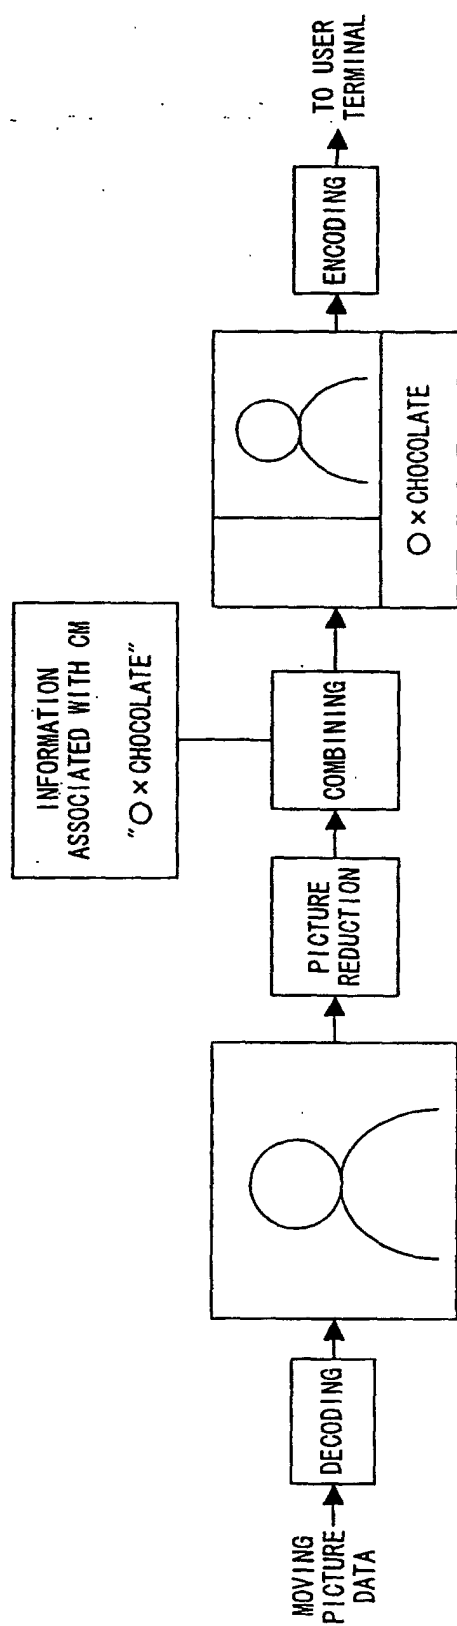 MOVING
PICTURE
DATA
DECODING
PICTURE
REDUCTION
INFORMATION
ASSOCIATED WITH CM
"○×CHOCOLATE"
COMBINING
○×CHOCOLATE
ENCODING
TO USER
TERMINAL